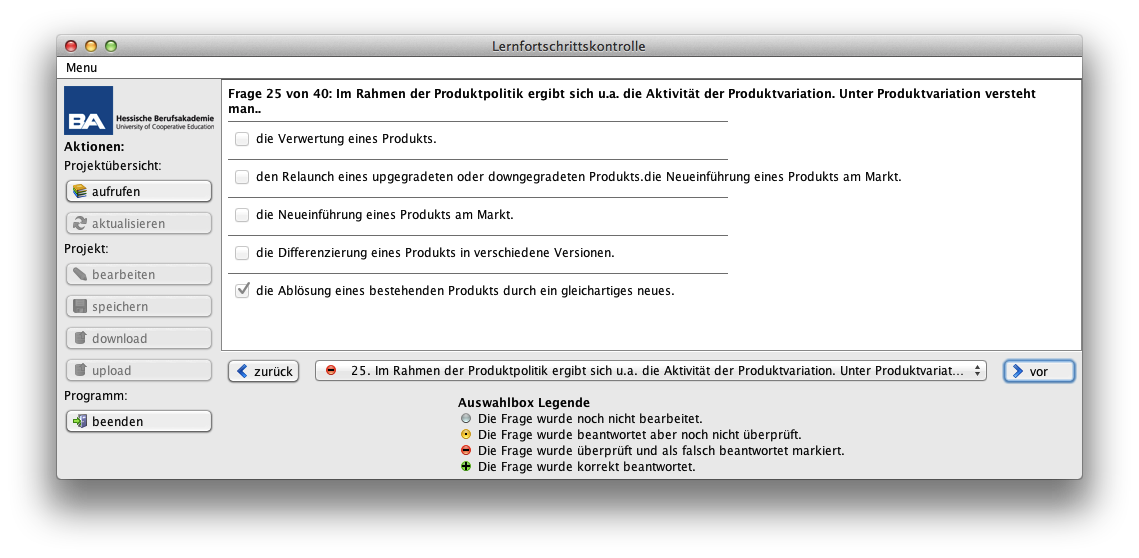 Lernfortschrittskontrolle
Menu
BA Hessische Berufsakademie
University of Cooperative Education
Aktionen:
Projektübersicht:
aufrufen
aktualisieren
Projekt:
bearbeiten
speichern
download
upload
Programm:
beenden
Frage 25 von 40: Im Rahmen der Produktpolitik ergibt sich u.a. die Aktivität der Produktvariation. Unter Produktvariation versteht
man..
die Verwertung eines Produkts.
den Relaunch eines upgegradeten oder downgegradeten Produkts.die Neueinführung eines Produkts am Markt.
die Neueinführung eines Produkts am Markt.
die Differenzierung eines Produkts in verschiedene Versionen.
die Ablösung eines bestehenden Produkts durch ein gleichartiges neues.
zurück
25. Im Rahmen der Produktpolitik ergibt sich u.a. die Aktivität der Produktvariation. Unter Produktvariat...
vor
Auswahlbox Legende
Die Frage wurde noch nicht bearbeitet.
Die Frage wurde beantwortet aber noch nicht überprüft.
Die Frage wurde überprüft und als falsch beantwortet markiert.
Die Frage wurde korrekt beantwortet.